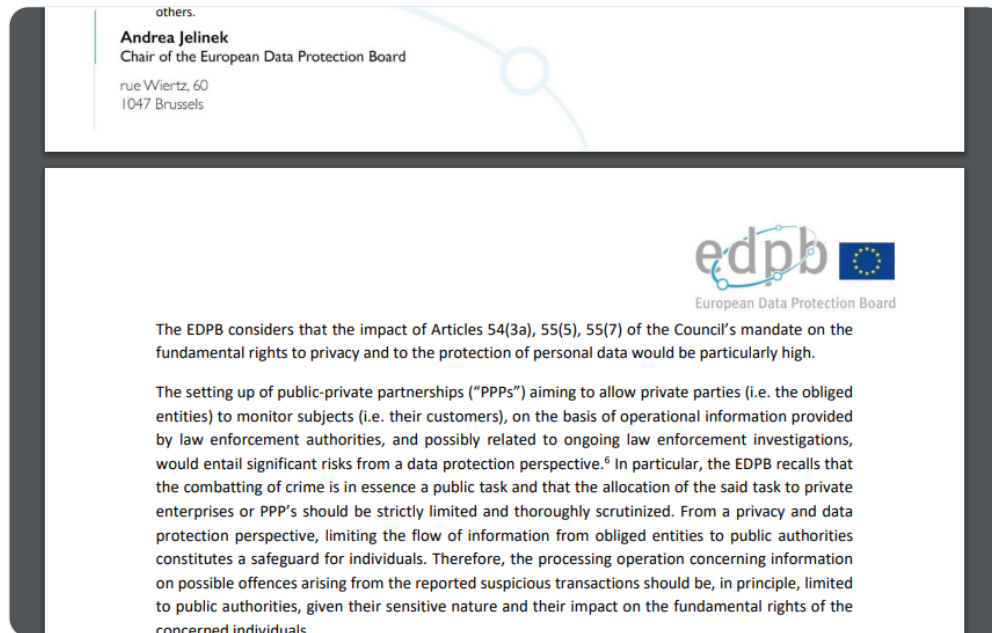 others.
Andrea Jelinek
Chair of the European Data Protection Board
rue Wiertz, 60
1047 Brussels
edpb
European Data Protection Board
The EDPB considers that the impact of Articles 54(3a), 55(5), 55(7) of the Council's mandate on the
fundamental rights to privacy and to the protection of personal data would be particularly high.
The setting up of public-private partnerships ("PPPs") aiming to allow private parties (i.e. the obliged
entities) to monitor subjects (i.e. their customers), on the basis of operational information provided
by law enforcement authorities, and possibly related to ongoing law enforcement investigations,
would entail significant risks from a data protection perspective.⁶ In particular, the EDPB recalls that
the combatting of crime is in essence a public task and that the allocation of the said task to private
enterprises or PPP's should be strictly limited and thoroughly scrutinized. From a privacy and data
protection perspective, limiting the flow of information from obliged entities to public authorities
constitutes a safeguard for individuals. Therefore, the processing operation concerning information
on possible offences arising from the reported suspicious transactions should be, in principle, limited
to public authorities, given their sensitive nature and their impact on the fundamental rights of the
concerned individuals.